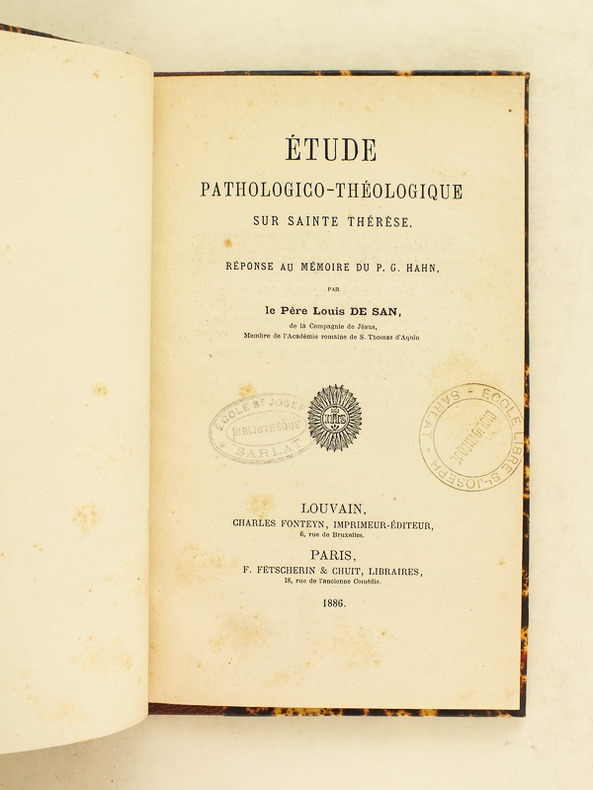 ÉTUDE
PATHOLOGICO-THÉOLOGIQUE
SUR SAINTE THÉRÈSE.
RÉPONSE AU MÉMOIRE DU P. G. HAHN,
PAR
le Père Louis DE SAN,
de la Compagnie de Jésus,
Membre de l'Académie romaine de S. Thomas d'Aquin
ÉCOLE ST JOSEPH
BIBLIOTHÈQUE
SARLAT
IHS
ÉCOLE LIBRE ST-JOSEPH - SARLAT -
LOUVAIN,
CHARLES FONTEYN, IMPRIMEUR-ÉDITEUR,
6, rue de Bruxelles.
PARIS,
F. FÉTSCHERIN & CHUIT, LIBRAIRES,
18, rue de l'ancienne Comédie.
1886.